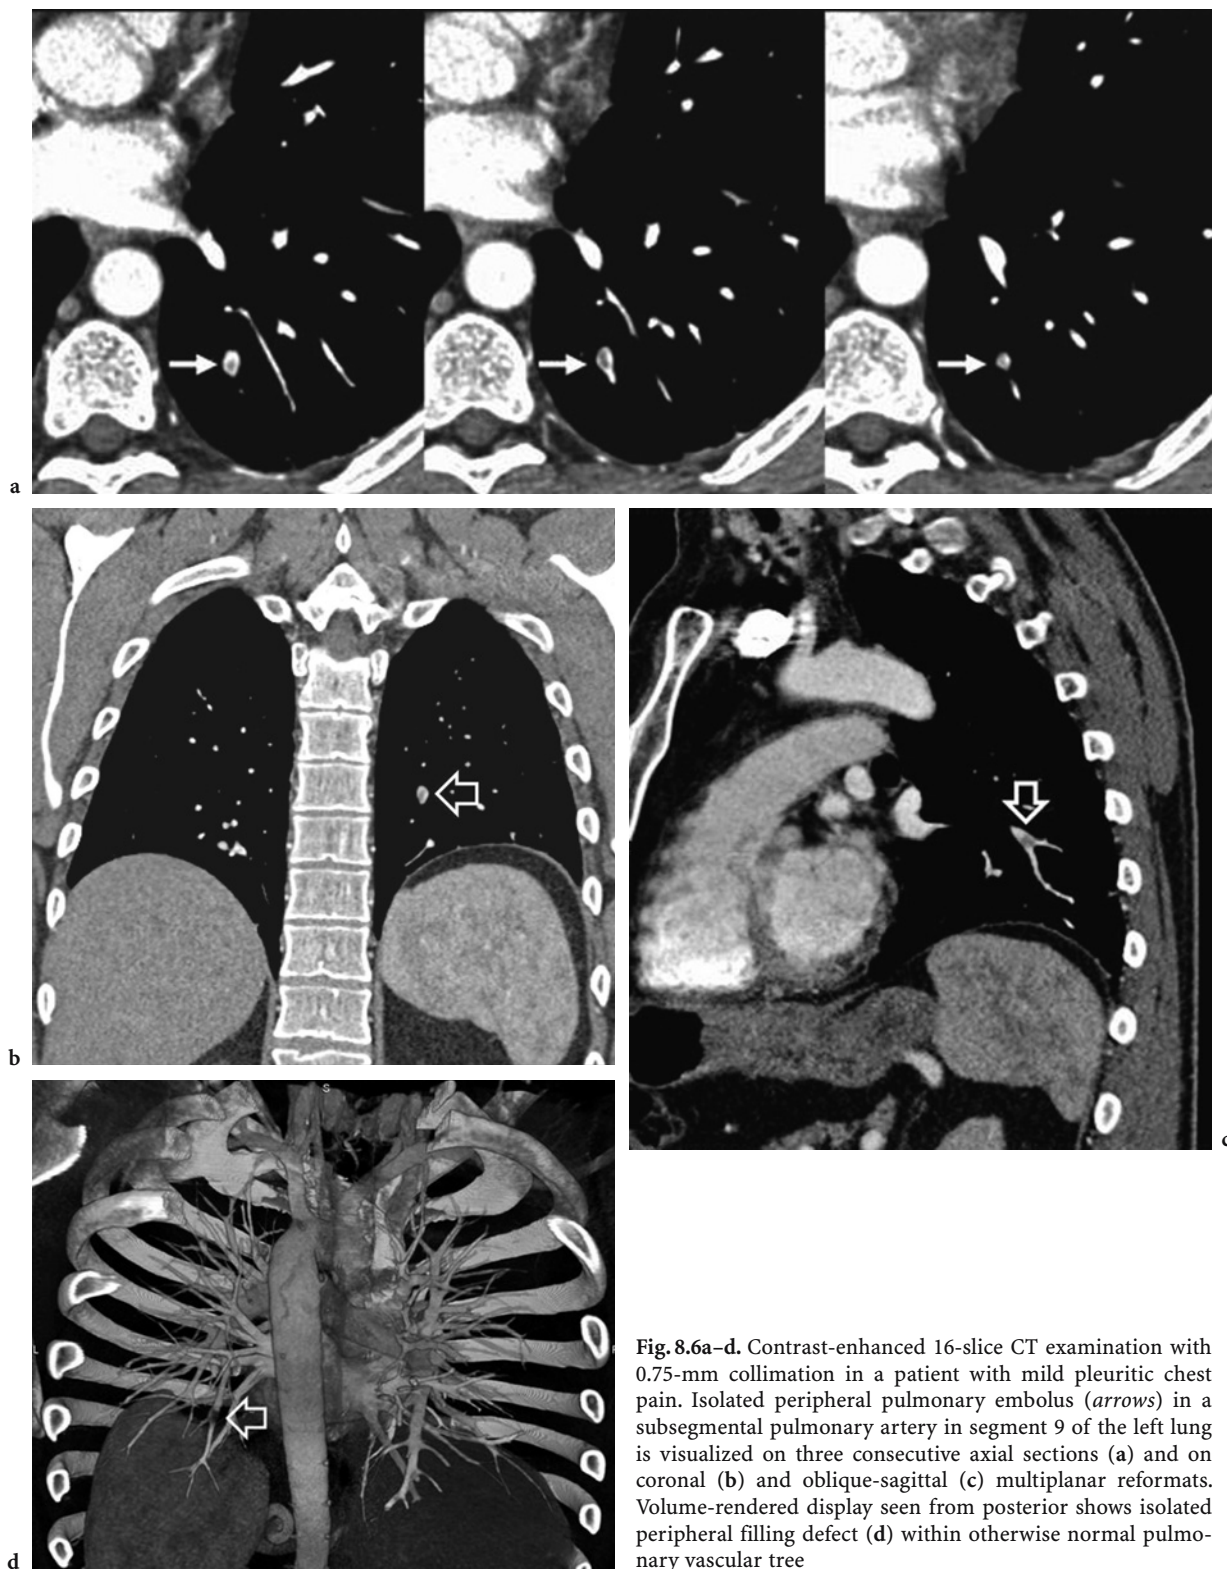 a
b
c
S
L
d
Fig. 8.6a–d. Contrast-enhanced 16-slice CT examination with
0.75-mm collimation in a patient with mild pleuritic chest
pain. Isolated peripheral pulmonary embolus (arrows) in a
subsegmental pulmonary artery in segment 9 of the left lung
is visualized on three consecutive axial sections (a) and on
coronal (b) and oblique-sagittal (c) multiplanar reformats.
Volume-rendered display seen from posterior shows isolated
peripheral filling defect (d) within otherwise normal pulmo-
nary vascular tree